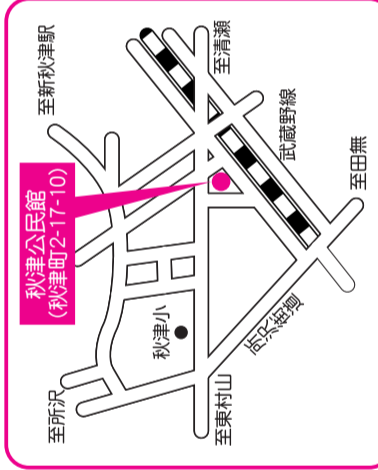 至新秋津駅
至清瀬
秋津公民館
(秋津町2-17-10)
武蔵野線
至田無
秋津小
所沢街道
至所沢
至東村山